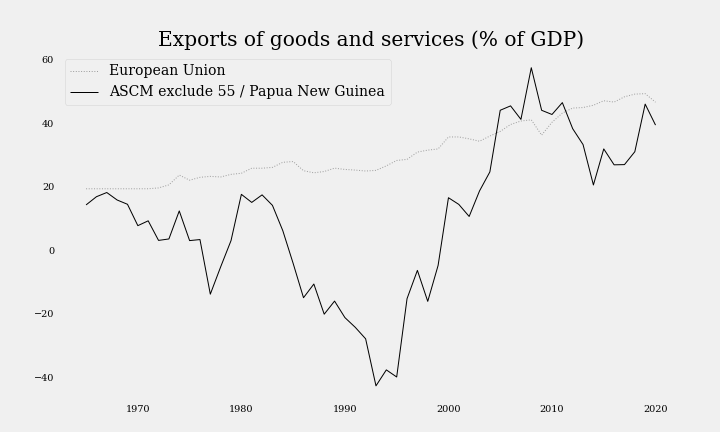 Exports of goods and services (% of GDP)
European Union
ASCM exclude 55 / Papua New Guinea
60
40
20
0
−20
−40
1970 1980 1990 2000 2010 2020